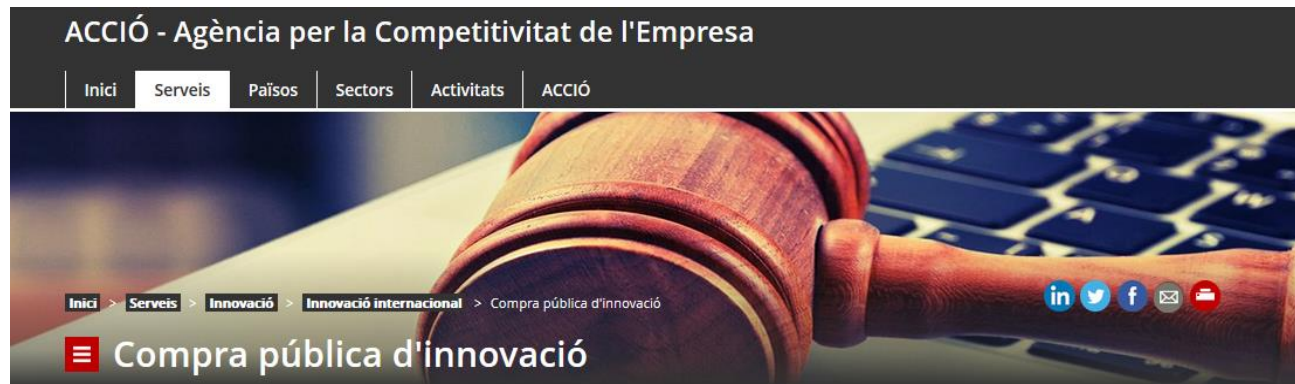 ACCIÓ - Agència per la Competitivitat de l'Empresa
Inici Serveis Països Sectors Activitats ACCIÓ
Inici > Serveis > Innovació > Innovació internacional > Compra pública d'innovació
in f
Compra pública d'innovació